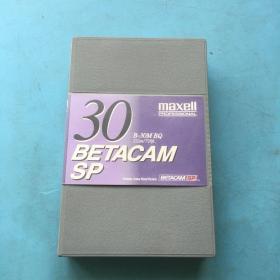 maxell
PROFESSIONAL
30
B-30M BQ
BETACAM
SP
BETACAM SP